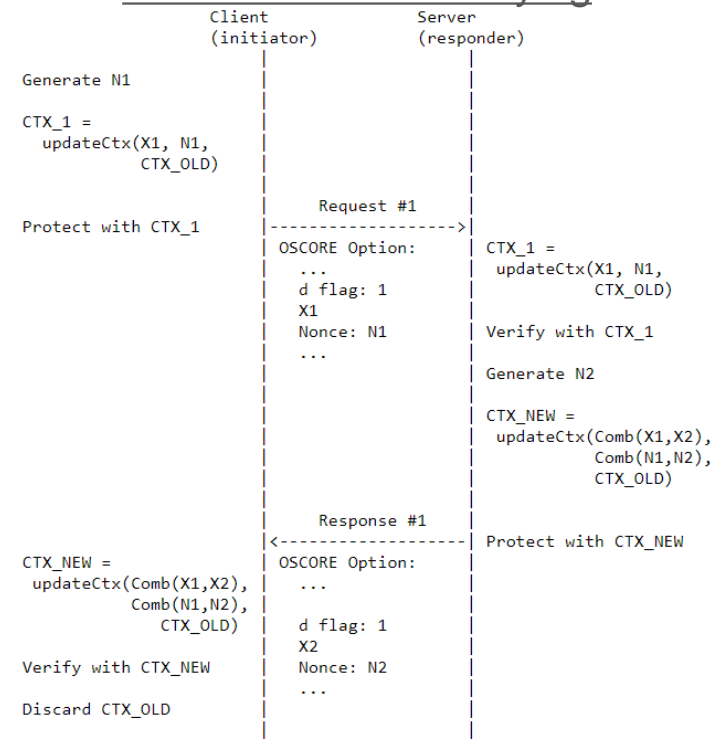 Client Server
(initiator) (responder)
Generate N1
CTX_1 =
updateCtx(X1, N1,
CTX_OLD)
Request #1
Protect with CTX_1 -------------------->
OSCORE Option: CTX_1 =
... updateCtx(X1, N1,
d flag: 1 CTX_OLD)
X1
Nonce: N1 Verify with CTX_1
...
Generate N2
CTX_NEW =
updateCtx(Comb(X1,X2),
Comb(N1,N2),
CTX_OLD)
Response #1
<-------------------- Protect with CTX_NEW
CTX_NEW = OSCORE Option:
updateCtx(Comb(X1,X2), ...
Comb(N1,N2),
CTX_OLD) d flag: 1
X2
Verify with CTX_NEW Nonce: N2
...
Discard CTX_OLD